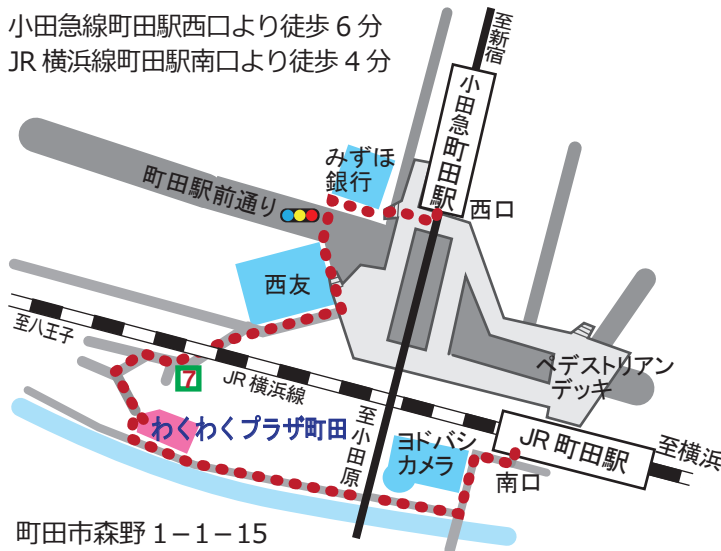 小田急線町田駅西口より徒歩６分
JR 横浜線町田駅南口より徒歩４分
至新宿
小田急町田駅
みずほ
銀行
西口
町田駅前通り
西友
至八王子
ペデストリアン
デッキ
7
JR 横浜線
わくわくプラザ町田
至小田原
ヨドバシ
カメラ
JR 町田駅
至横浜
南口
町田市森野１−１−15